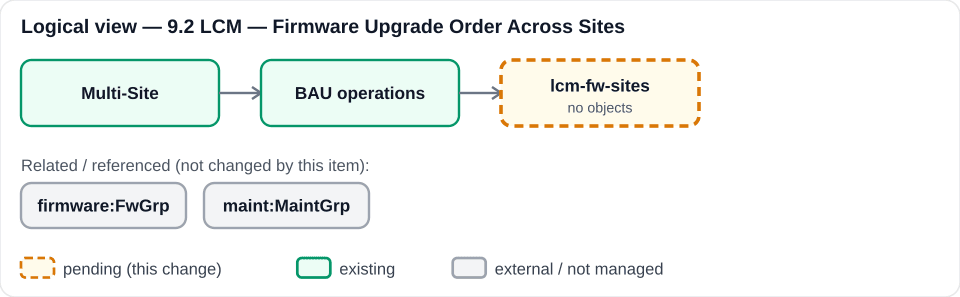 Logical view — 9.2 LCM — Firmware Upgrade Order Across Sites
Multi-Site
BAU operations
lcm-fw-sites
no objects
Related / referenced (not changed by this item):
firmware:FwGrp
maint:MaintGrp
pending (this change)
existing
external / not managed